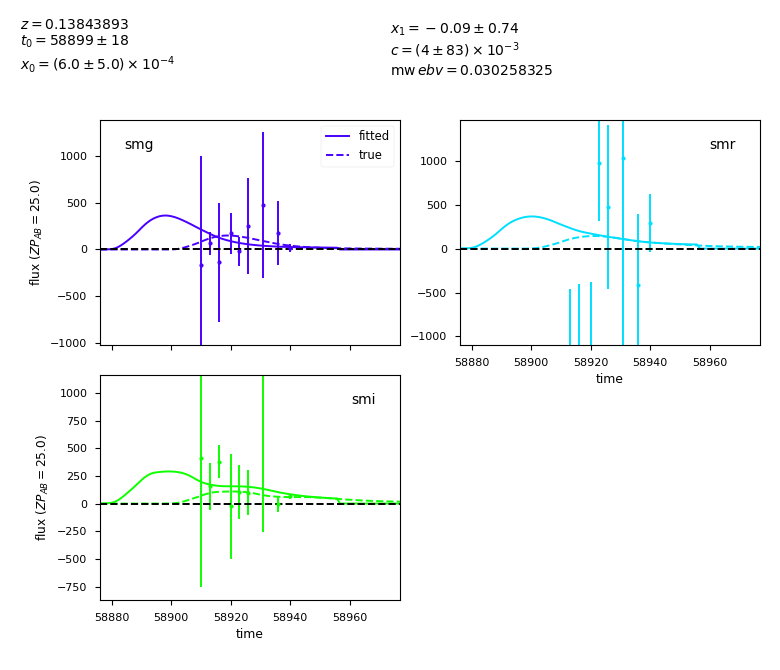 z = 0.13843893
t₀ = 58899 ± 18
x₀ = (6.0 ± 5.0) × 10⁻⁴
x₁ = −0.09 ± 0.74
c = (4 ± 83) × 10⁻³
mw ebv = 0.030258325
smg
fitted
true
1000
500
0
−500
−1000
flux (ZP_AB = 25.0)
smr
1000
500
0
−500
−1000
58880 58900 58920 58940 58960
time
smi
1000
750
500
250
0
−250
−500
−750
flux (ZP_AB = 25.0)
58880 58900 58920 58940 58960
time